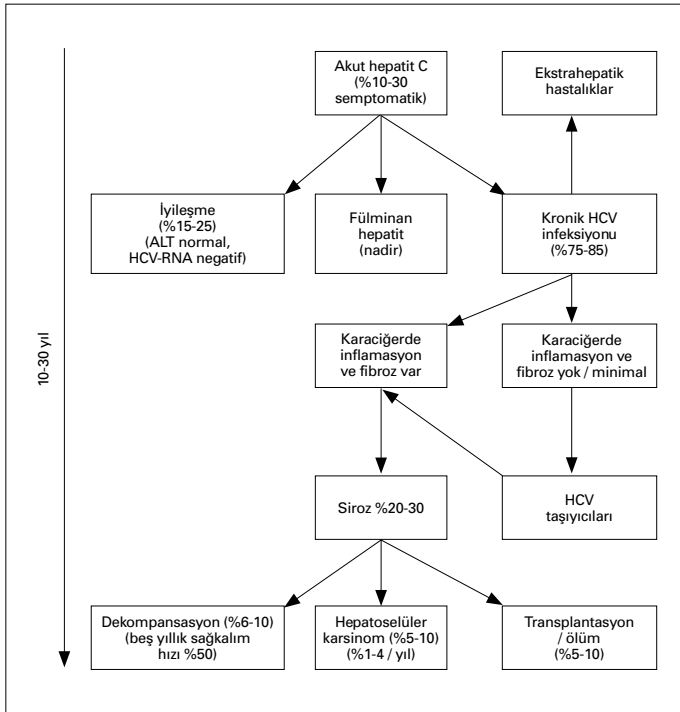 Akut hepatit C
(%10-30
semptomatik)
Ekstrahepatik
hastalıklar
İyileşme
(%15-25)
(ALT normal,
HCV-RNA negatif)
Fülminan
hepatit
(nadir)
Kronik HCV
infeksiyonu
(%75-85)
10-30 yıl
Karaciğerde
inflamasyon
ve fibroz var
Karaciğerde
inflamasyon ve
fibroz yok / minimal
Siroz %20-30
HCV
taşıyıcıları
Dekompansasyon (%6-10)
(beş yıllık sağkalım
hızı %50)
Hepatoselüler
karsinom (%5-10)
(%1-4 / yıl)
Transplantasyon
/ ölüm
(%5-10)